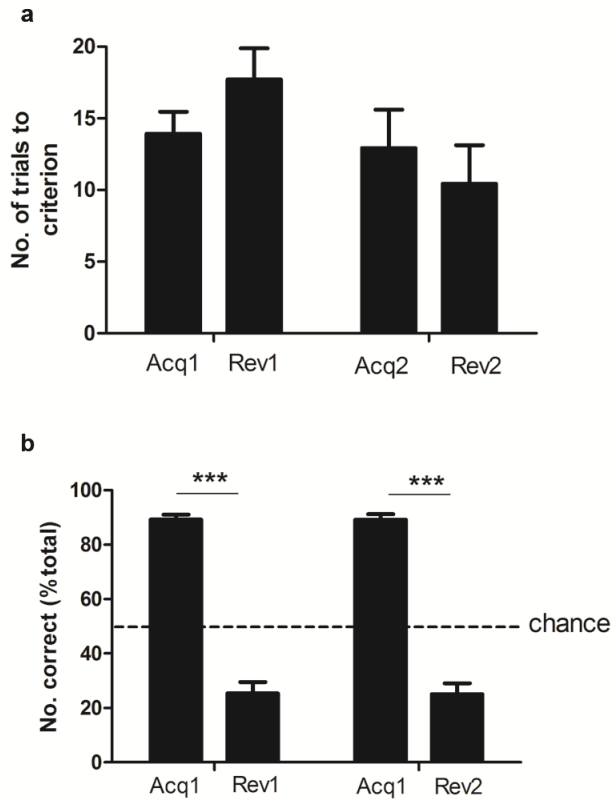 a
No. of trials to
criterion
20
15
10
5
0
Acq1 Rev1 Acq2 Rev2
b
No. correct (%total)
*** ***
100
80
60
40
20
0
chance
Acq1 Rev1 Acq1 Rev2